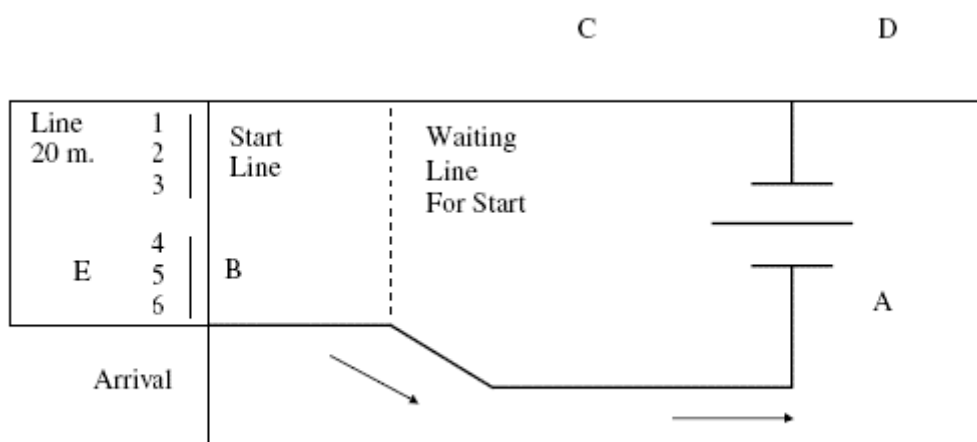 C
D
Line
20 m.
1
2
3
Start
Line
Waiting
Line
For Start
4
5
6
E
B
A
Arrival